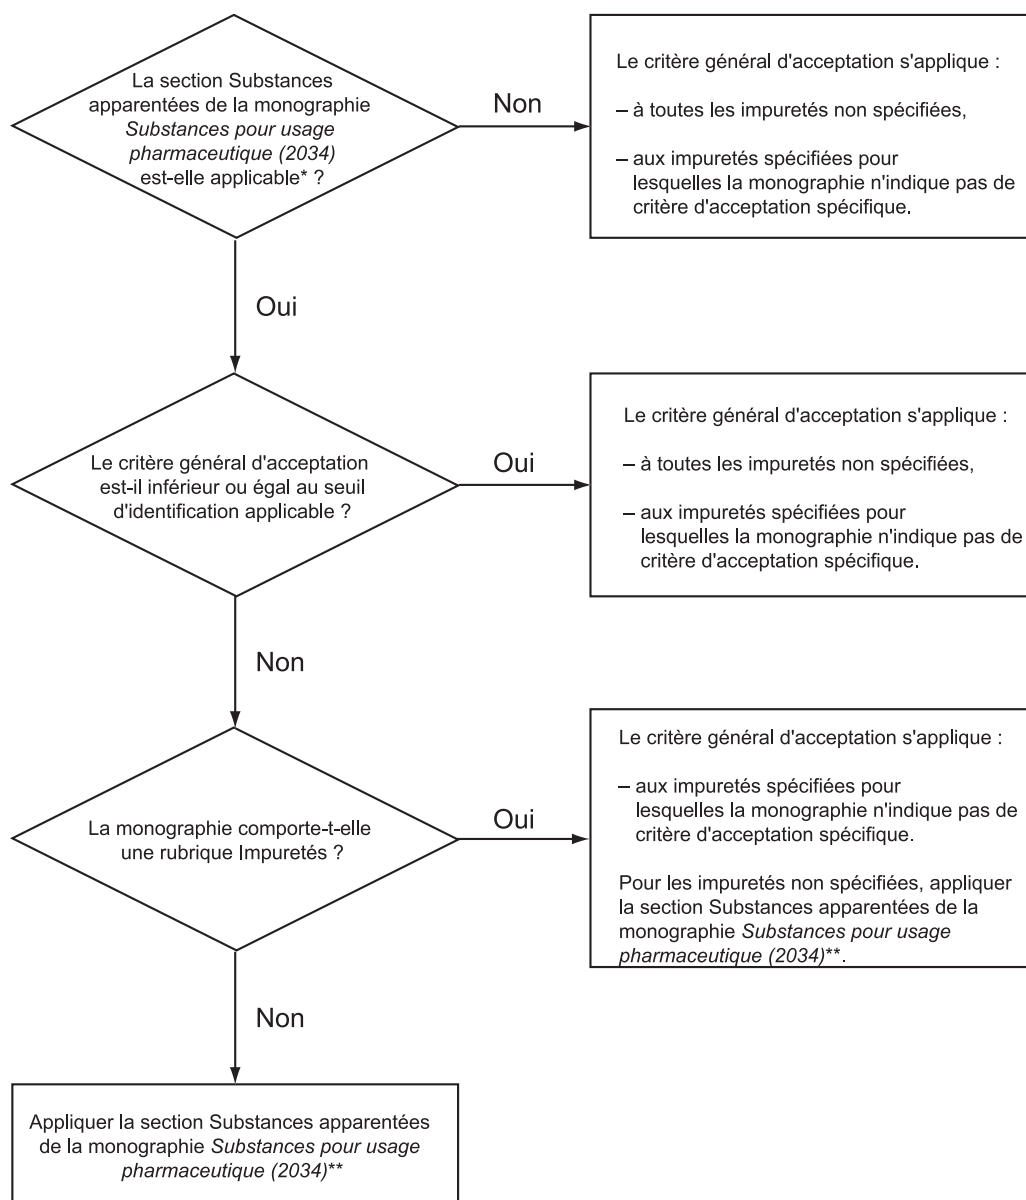 La section Substances
apparentées de la monographie
Substances pour usage
pharmaceutique (2034)
est-elle applicable* ?
Non
Le critère général d'acceptation s'applique :
– à toutes les impuretés non spécifiées,
– aux impuretés spécifiées pour
lesquelles la monographie n'indique pas de
critère d'acceptation spécifique.
Oui
Le critère général d'acceptation
est-il inférieur ou égal au seuil
d'identification applicable ?
Oui
Le critère général d'acceptation s'applique :
– à toutes les impuretés non spécifiées,
– aux impuretés spécifiées pour
lesquelles la monographie n'indique pas de
critère d'acceptation spécifique.
Non
La monographie comporte-t-elle
une rubrique Impuretés ?
Oui
Le critère général d'acceptation s'applique :
– aux impuretés spécifiées pour
lesquelles la monographie n'indique pas de
critère d'acceptation spécifique.
Pour les impuretés non spécifiées, appliquer
la section Substances apparentées de la
monographie Substances pour usage
pharmaceutique (2034)**.
Non
Appliquer la section Substances apparentées
de la monographie Substances pour usage
pharmaceutique (2034)**